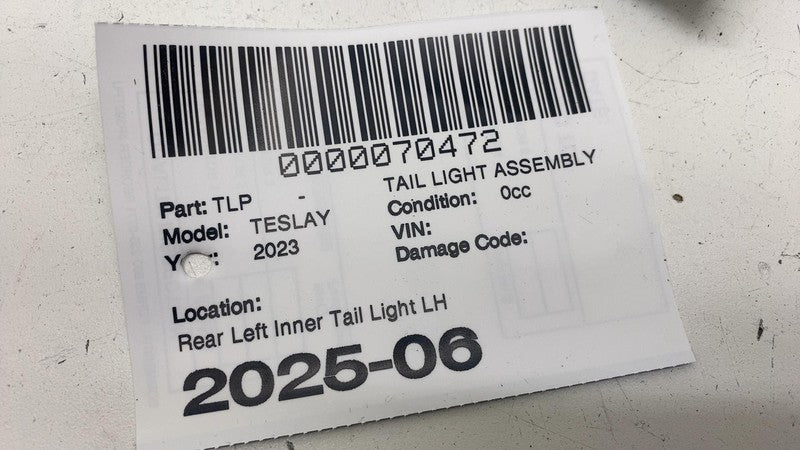 0000070472
Part: TLP - TAIL LIGHT ASSEMBLY
Model: TESLAY Condition: 0cc
Y r: 2023 VIN:
Damage Code:
Location:
Rear Left Inner Tail Light LH
2025-06